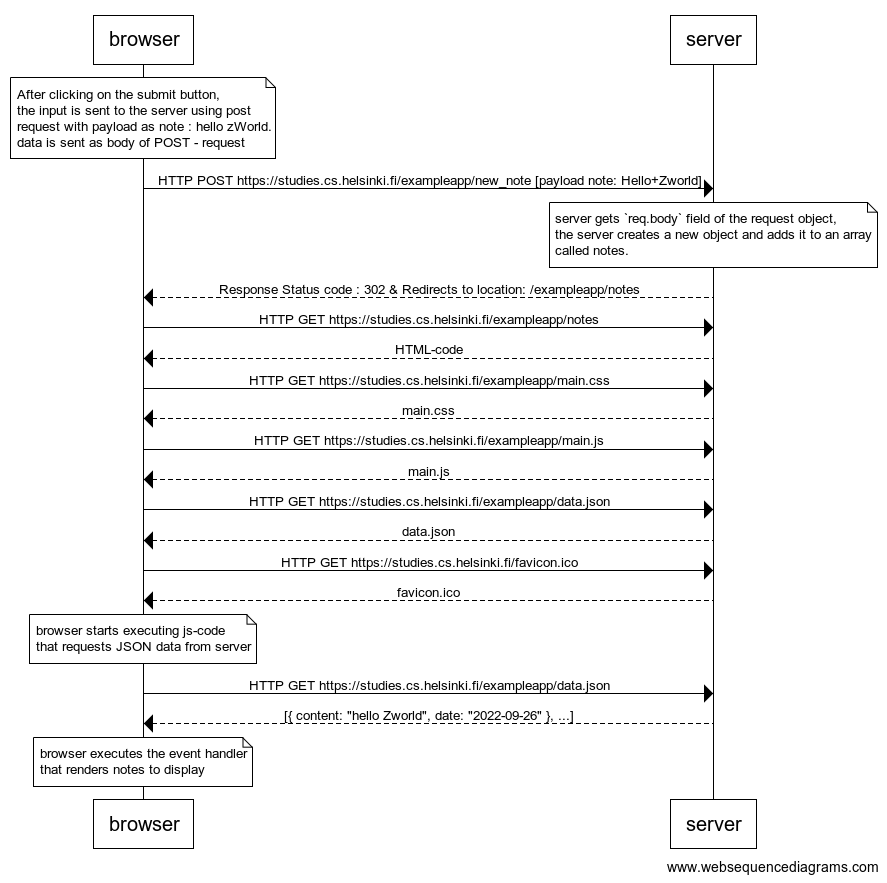 browser
server
After clicking on the submit button,
the input is sent to the server using post
request with payload as note : hello zWorld.
data is sent as body of POST - request
HTTP POST https://studies.cs.helsinki.fi/exampleapp/new_note [payload note: Hello+Zworld]
server gets `req.body` field of the request object,
the server creates a new object and adds it to an array
called notes.
Response Status code : 302 & Redirects to location: /exampleapp/notes
HTTP GET https://studies.cs.helsinki.fi/exampleapp/notes
HTML-code
HTTP GET https://studies.cs.helsinki.fi/exampleapp/main.css
main.css
HTTP GET https://studies.cs.helsinki.fi/exampleapp/main.js
main.js
HTTP GET https://studies.cs.helsinki.fi/exampleapp/data.json
data.json
HTTP GET https://studies.cs.helsinki.fi/favicon.ico
favicon.ico
browser starts executing js-code
that requests JSON data from server
HTTP GET https://studies.cs.helsinki.fi/exampleapp/data.json
[{ content: "hello Zworld", date: "2022-09-26" }, ...]
browser executes the event handler
that renders notes to display
browser
server
www.websequencediagrams.com